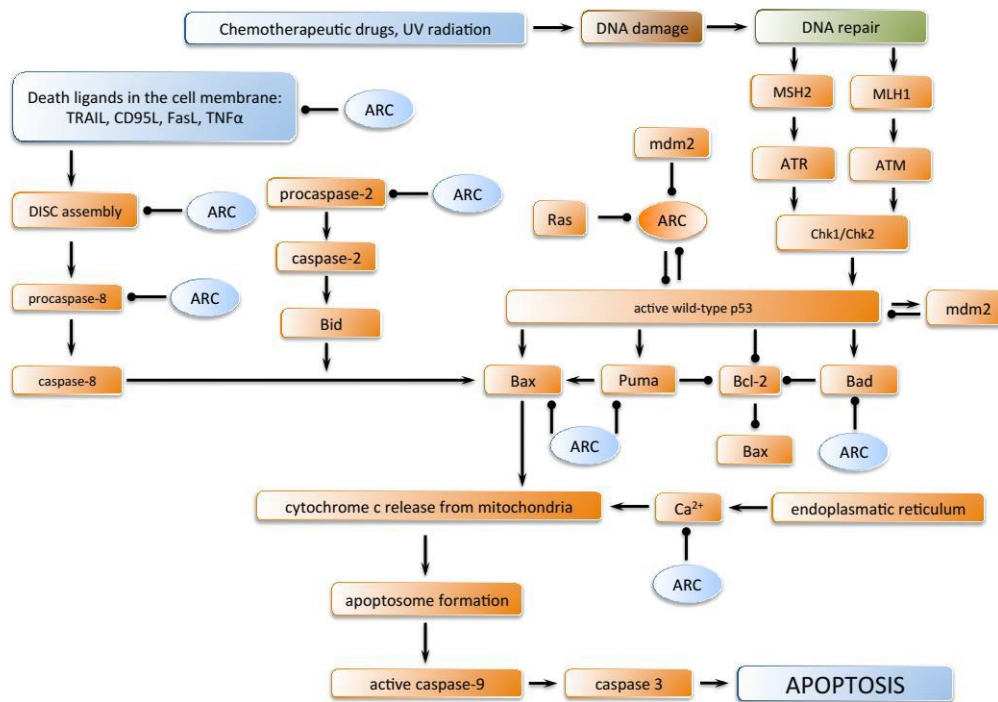 Chemotherapeutic drugs, UV radiation
DNA damage
DNA repair
Death ligands in the cell membrane:
TRAIL, CD95L, FasL, TNFα
ARC
MSH2
MLH1
mdm2
ATR
ATM
procaspase-2
ARC
DISC assembly
ARC
Ras
ARC
Chk1/Chk2
caspase-2
procaspase-8
ARC
active wild-type p53
mdm2
Bid
caspase-8
Bax
Puma
Bcl-2
Bad
ARC
Bax
ARC
cytochrome c release from mitochondria
Ca²⁺
endoplasmatic reticulum
ARC
apoptosome formation
active caspase-9
caspase 3
APOPTOSIS